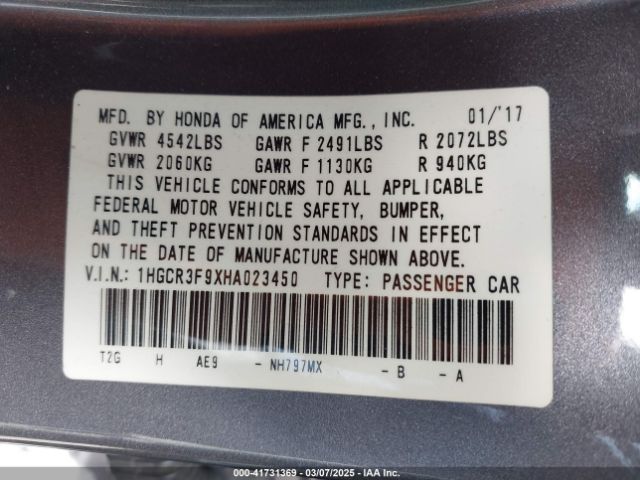 MFD. BY HONDA OF AMERICA MFG., INC. 01/'17
GVWR 4542LBS GAWR F 2491LBS R 2072LBS
GVWR 2060KG GAWR F 1130KG R 940KG
THIS VEHICLE CONFORMS TO ALL APPLICABLE
FEDERAL MOTOR VEHICLE SAFETY, BUMPER,
AND THEFT PREVENTION STANDARDS IN EFFECT
ON THE DATE OF MANUFACTURE SHOWN ABOVE.
V.I.N.: 1HGCR3F9XHA023450 TYPE: PASSENGER CAR
T2G H AE9 - NH797MX - B - A
000-41731369 - 03/07/2025 - IAA Inc.